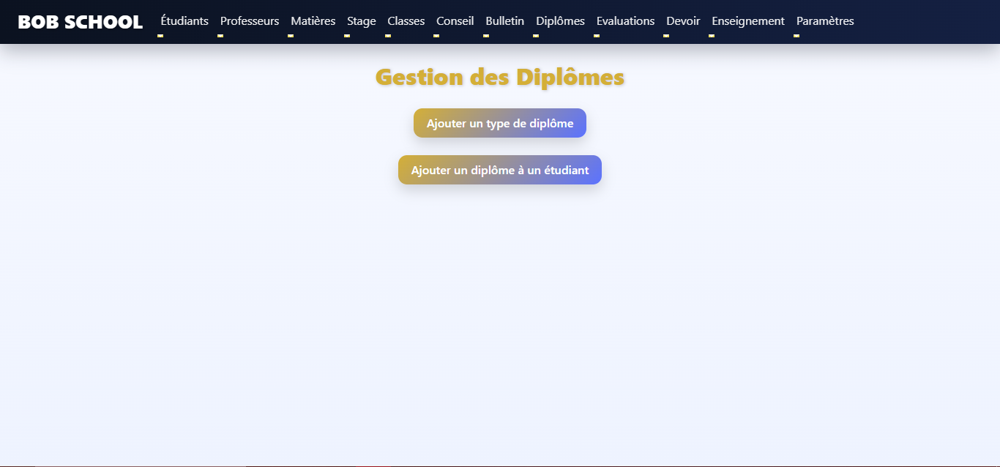 BOB SCHOOL Étudiants Professeurs Matières Stage Classes Conseil Bulletin Diplômes Evaluations Devoir Enseignement Paramètres
Gestion des Diplômes
Ajouter un type de diplôme
Ajouter un diplôme à un étudiant